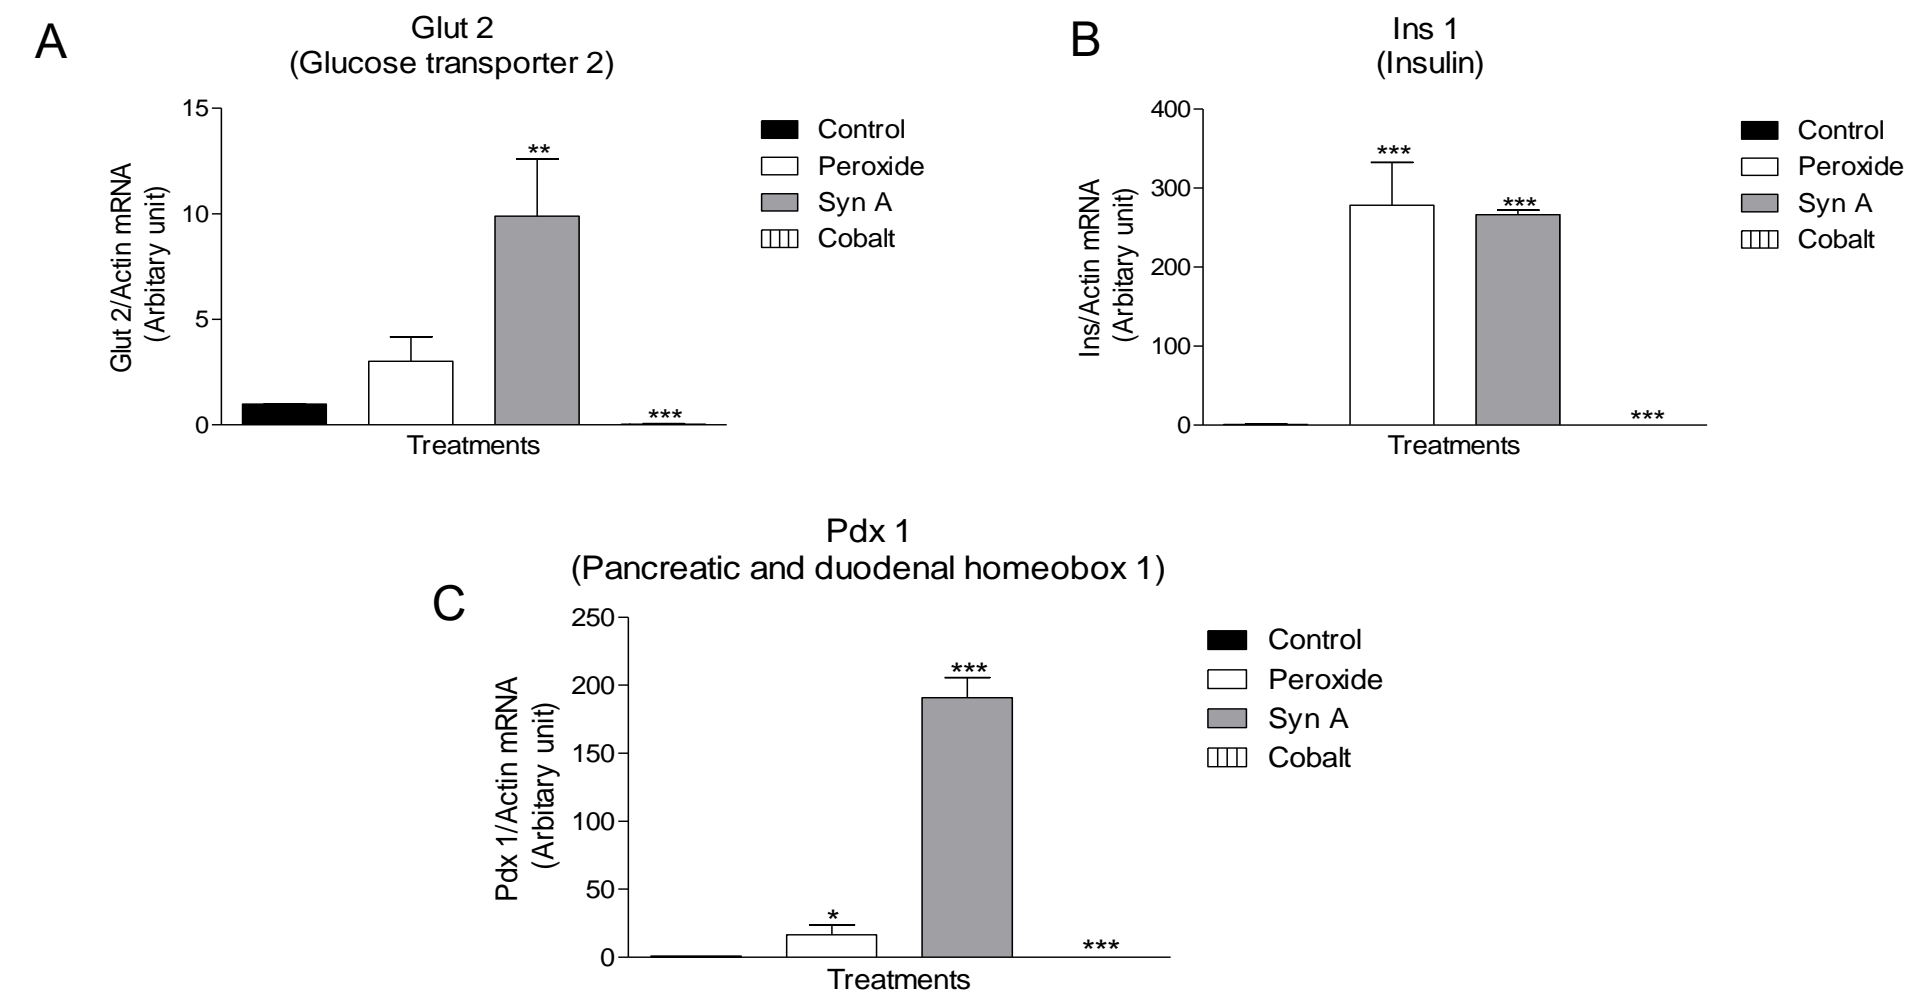 A
Glut 2
(Glucose transporter 2)
Glut 2/Actin mRNA
(Arbitary unit)
15
10
5
0
**
***
Treatments
Control
Peroxide
Syn A
Cobalt
B
Ins 1
(Insulin)
Ins/Actin mRNA
(Arbitary unit)
400
300
200
100
0
***
***
***
Treatments
Control
Peroxide
Syn A
Cobalt
C
Pdx 1
(Pancreatic and duodenal homeobox 1)
Pdx 1/Actin mRNA
(Arbitary unit)
250
200
150
100
50
0
*
***
***
Treatments
Control
Peroxide
Syn A
Cobalt